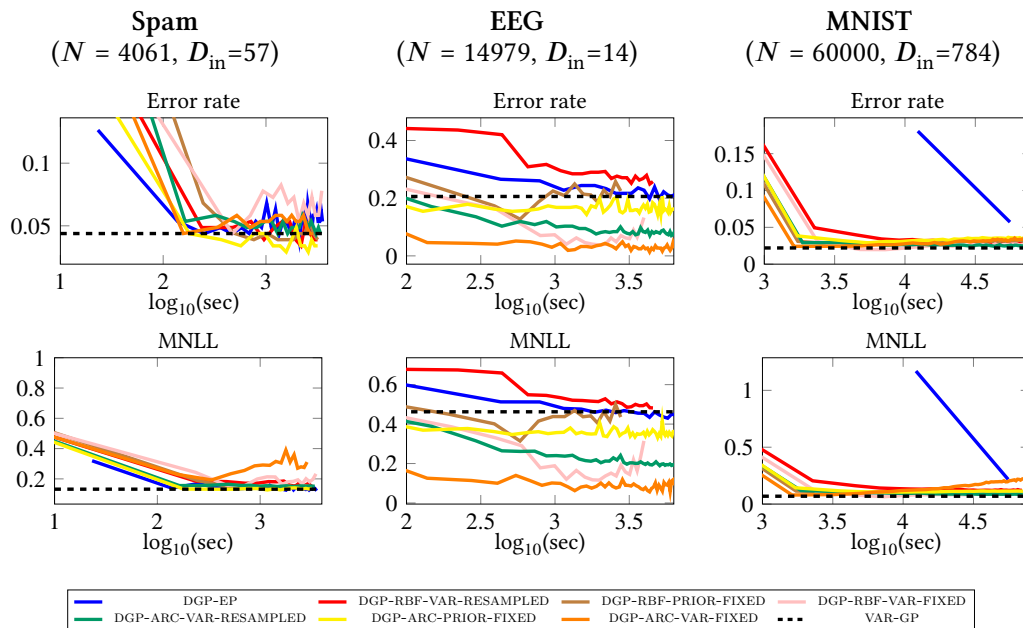 Spam
(N = 4061, D_in=57)
EEG
(N = 14979, D_in=14)
MNIST
(N = 60000, D_in=784)
Error rate
Error rate
Error rate
0.1
0.05
1
2
3
log10(sec)
0.4
0.2
0
2
2.5
3
3.5
log10(sec)
0.15
0.1
0.05
0
3
3.5
4
4.5
log10(sec)
MNLL
MNLL
MNLL
1
0.8
0.6
0.4
0.2
1
2
3
log10(sec)
0.6
0.4
0.2
0
2
2.5
3
3.5
log10(sec)
1
0.5
0
3
3.5
4
4.5
log10(sec)
DGP-EP
DGP-RBF-VAR-RESAMPLED
DGP-RBF-PRIOR-FIXED
DGP-RBF-VAR-FIXED
DGP-ARC-VAR-RESAMPLED
DGP-ARC-PRIOR-FIXED
DGP-ARC-VAR-FIXED
VAR-GP